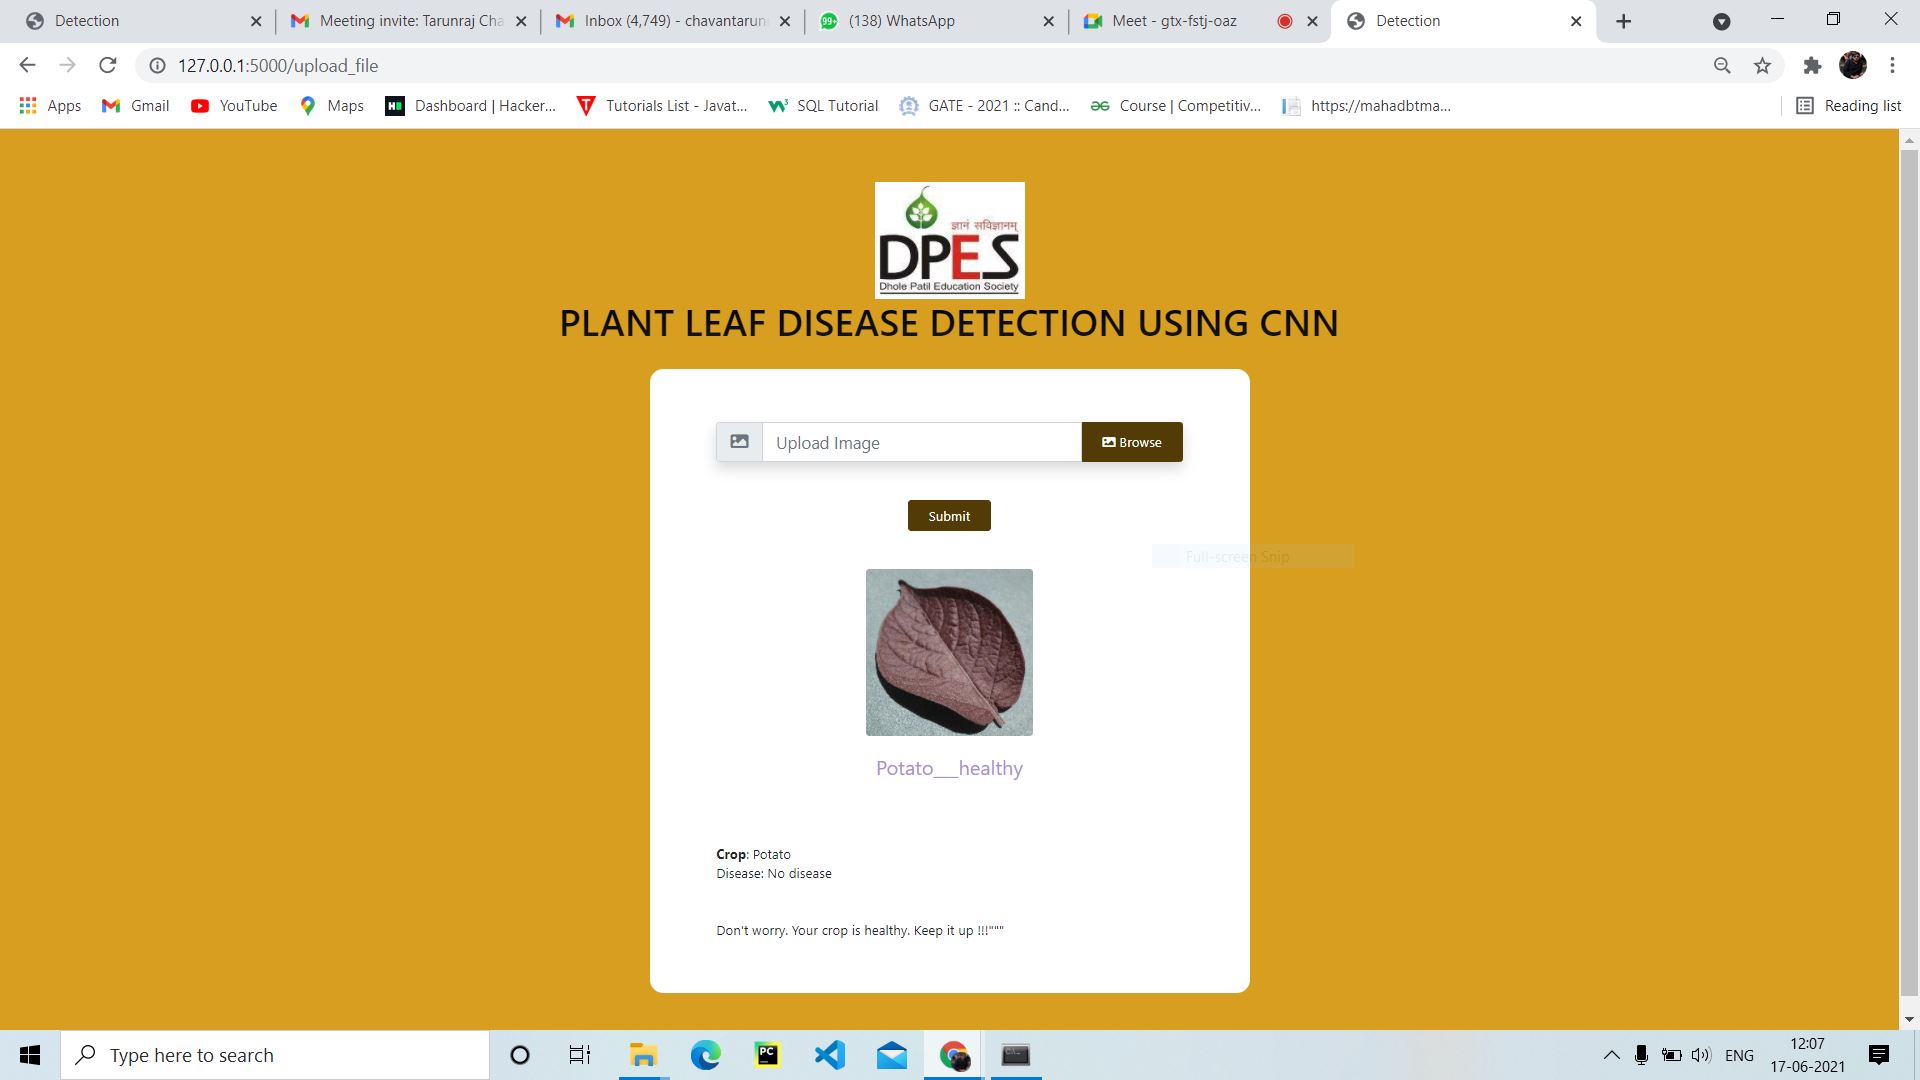 Detection
Meeting invite: Tarunraj Cha
Inbox (4,749) - chavantarun
99+
(138) WhatsApp
Meet - gtx-fstj-oaz
Detection
127.0.0.1:5000/upload_file
Apps
Gmail
YouTube
Maps
Dashboard | Hacker...
Tutorials List - Javat...
SQL Tutorial
GATE - 2021 :: Cand...
Course | Competitiv...
https://mahadbtma...
Reading list
ज्ञानं सविज्ञानम्
DPES
Dhole Patil Education Society
PLANT LEAF DISEASE DETECTION USING CNN
Upload Image
Browse
Submit
Full-screen Snip
Potato___healthy
Crop: Potato
Disease: No disease
Don't worry. Your crop is healthy. Keep it up !!!"""
Type here to search
PC
ENG
12:07
17-06-2021